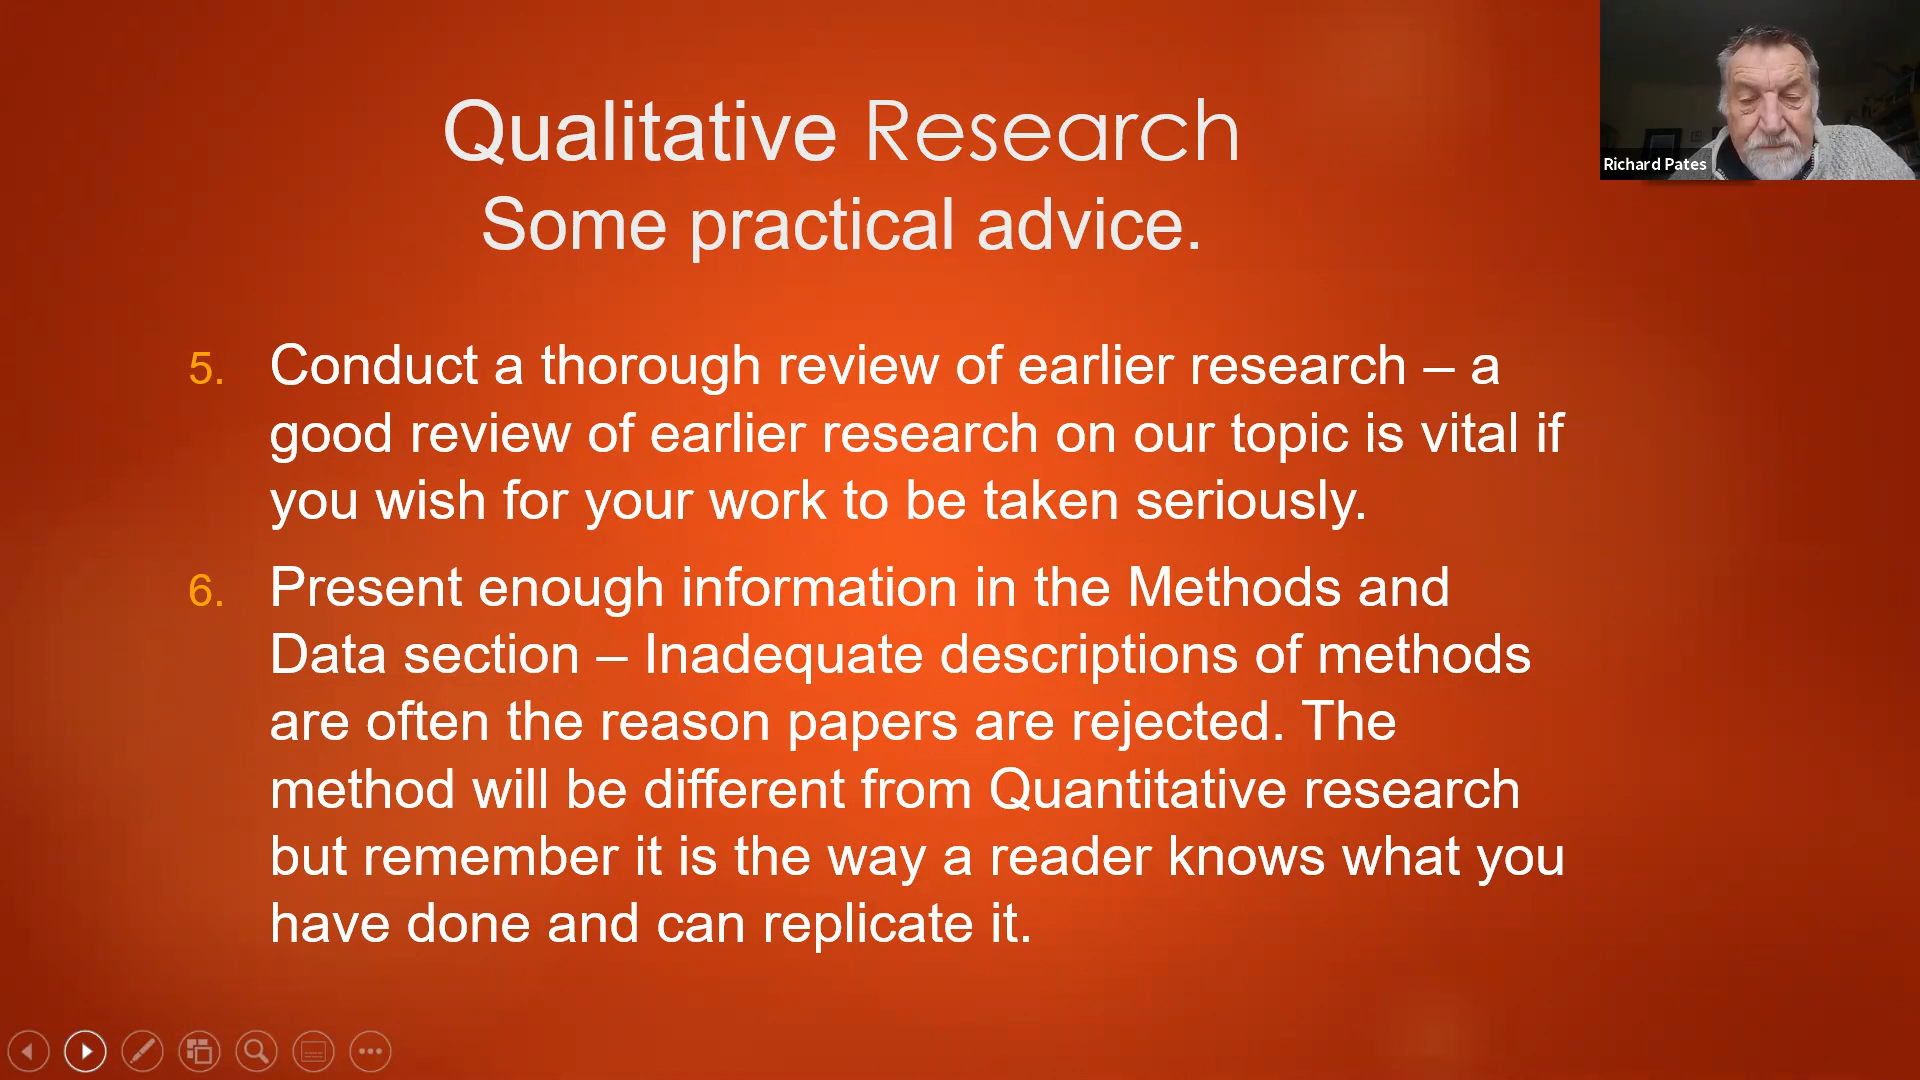 Qualitative Research
Some practical advice.
Richard Pates
5. Conduct a thorough review of earlier research – a
good review of earlier research on our topic is vital if
you wish for your work to be taken seriously.
6. Present enough information in the Methods and
Data section – Inadequate descriptions of methods
are often the reason papers are rejected. The
method will be different from Quantitative research
but remember it is the way a reader knows what you
have done and can replicate it.